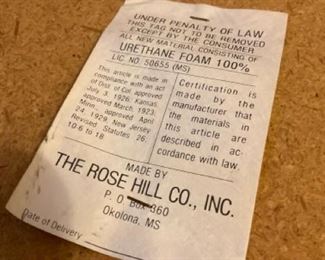 UNDER PENALTY OF LAW
THIS TAG NOT TO BE REMOVED
EXCEPT BY THE CONSUMER
ALL NEW MATERIAL CONSISTING OF
URETHANE FOAM 100%
LIC. NO. 50655 (MS)
This article is made in
compliance with an act
of Dist. of Col. approved
July 3, 1926; Kansas
approved March 1923;
Minn. approved April
24, 1929; New Jersey
Revised Statutes 26:
10-6 to 18
Certification is
made by the
manufacturer that
the materials in
this article are
described in ac-
cordance with law.
MADE BY
THE ROSE HILL CO., INC.
P. O. Box 360
Okolona, MS
Date of Delivery